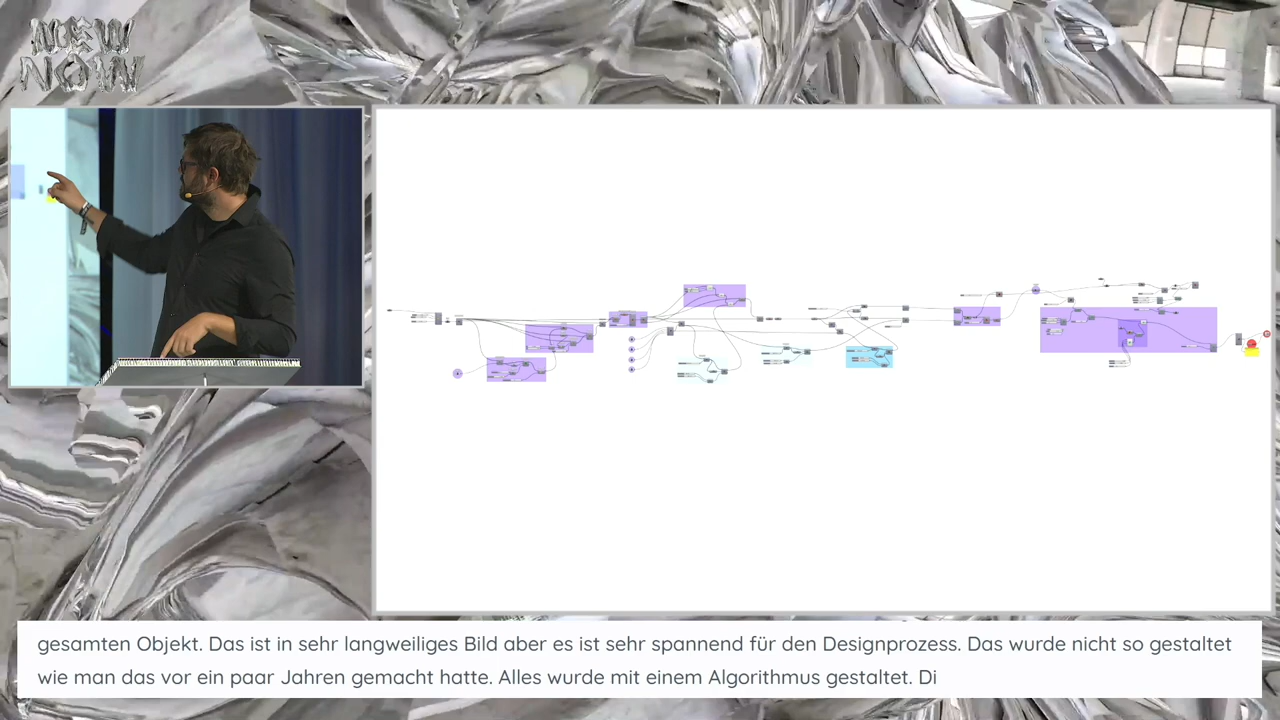 NEW
NOW
gesamten Objekt. Das ist in sehr langweiliges Bild aber es ist sehr spannend für den Designprozess. Das wurde nicht so gestaltet
wie man das vor ein paar Jahren gemacht hatte. Alles wurde mit einem Algorithmus gestaltet. Di